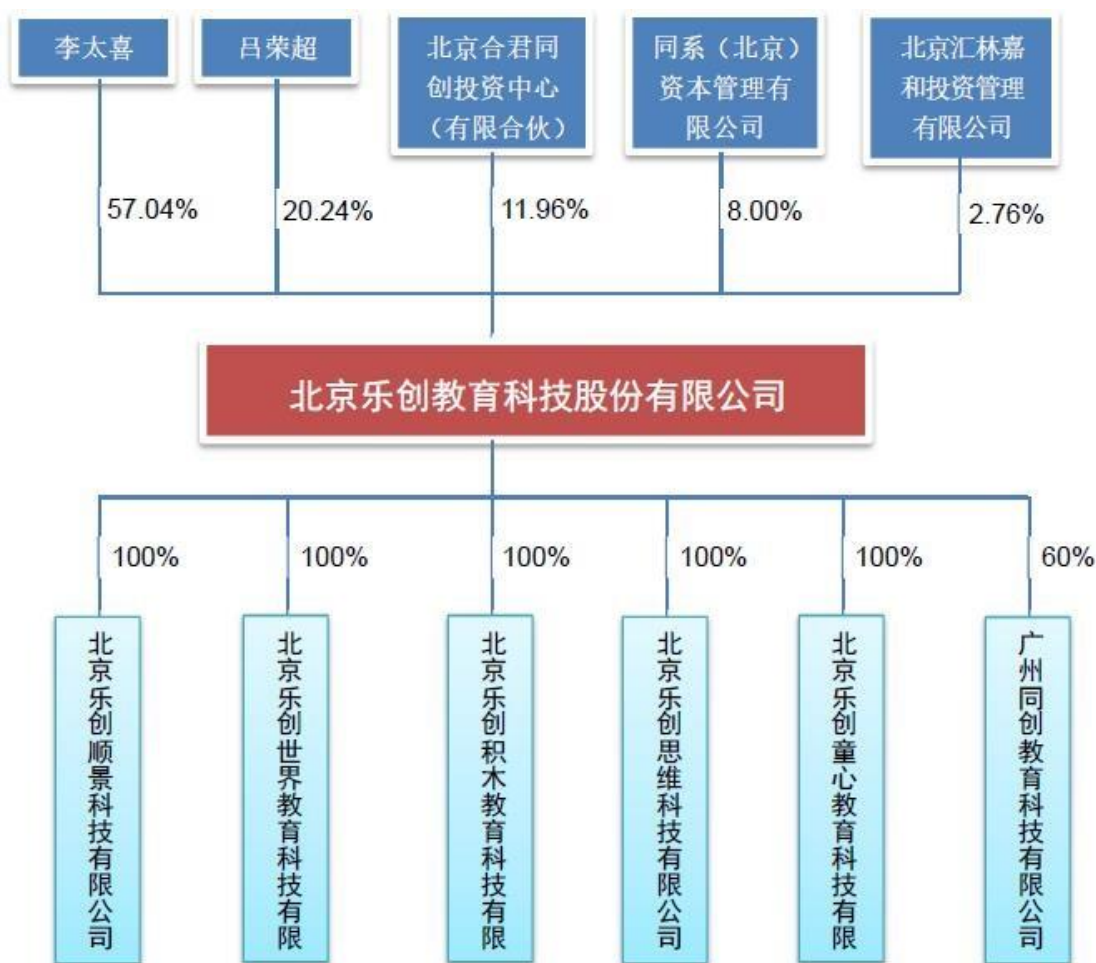 李太喜
吕荣超
北京合君同
创投资中心
（有限合伙）
同系（北京）
资本管理有
限公司
北京汇林嘉
和投资管理
有限公司
57.04%
20.24%
11.96%
8.00%
2.76%
北京乐创教育科技股份有限公司
100%
100%
100%
100%
100%
60%
北京乐创顺景科技有限公司
北京乐创世界教育科技有限
北京乐创积木教育科技有限
北京乐创思维科技有限公司
北京乐创童心教育科技有限
广州同创教育科技有限公司